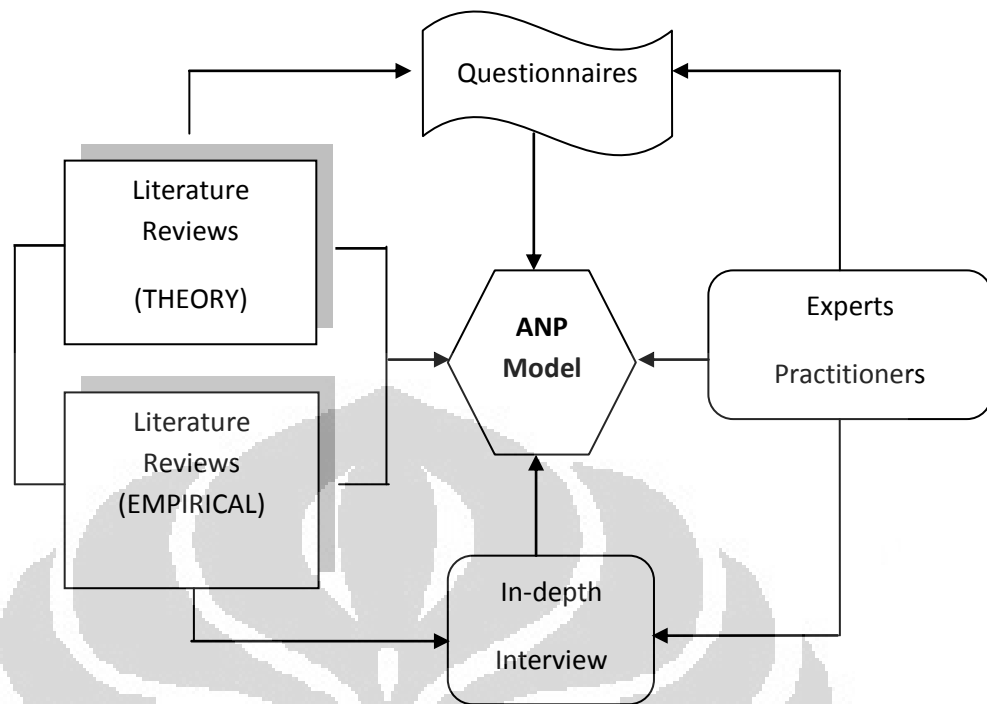 Questionnaires
Literature
Reviews
(THEORY)
ANP
Model
Experts
Practitioners
Literature
Reviews
(EMPIRICAL)
In-depth
Interview